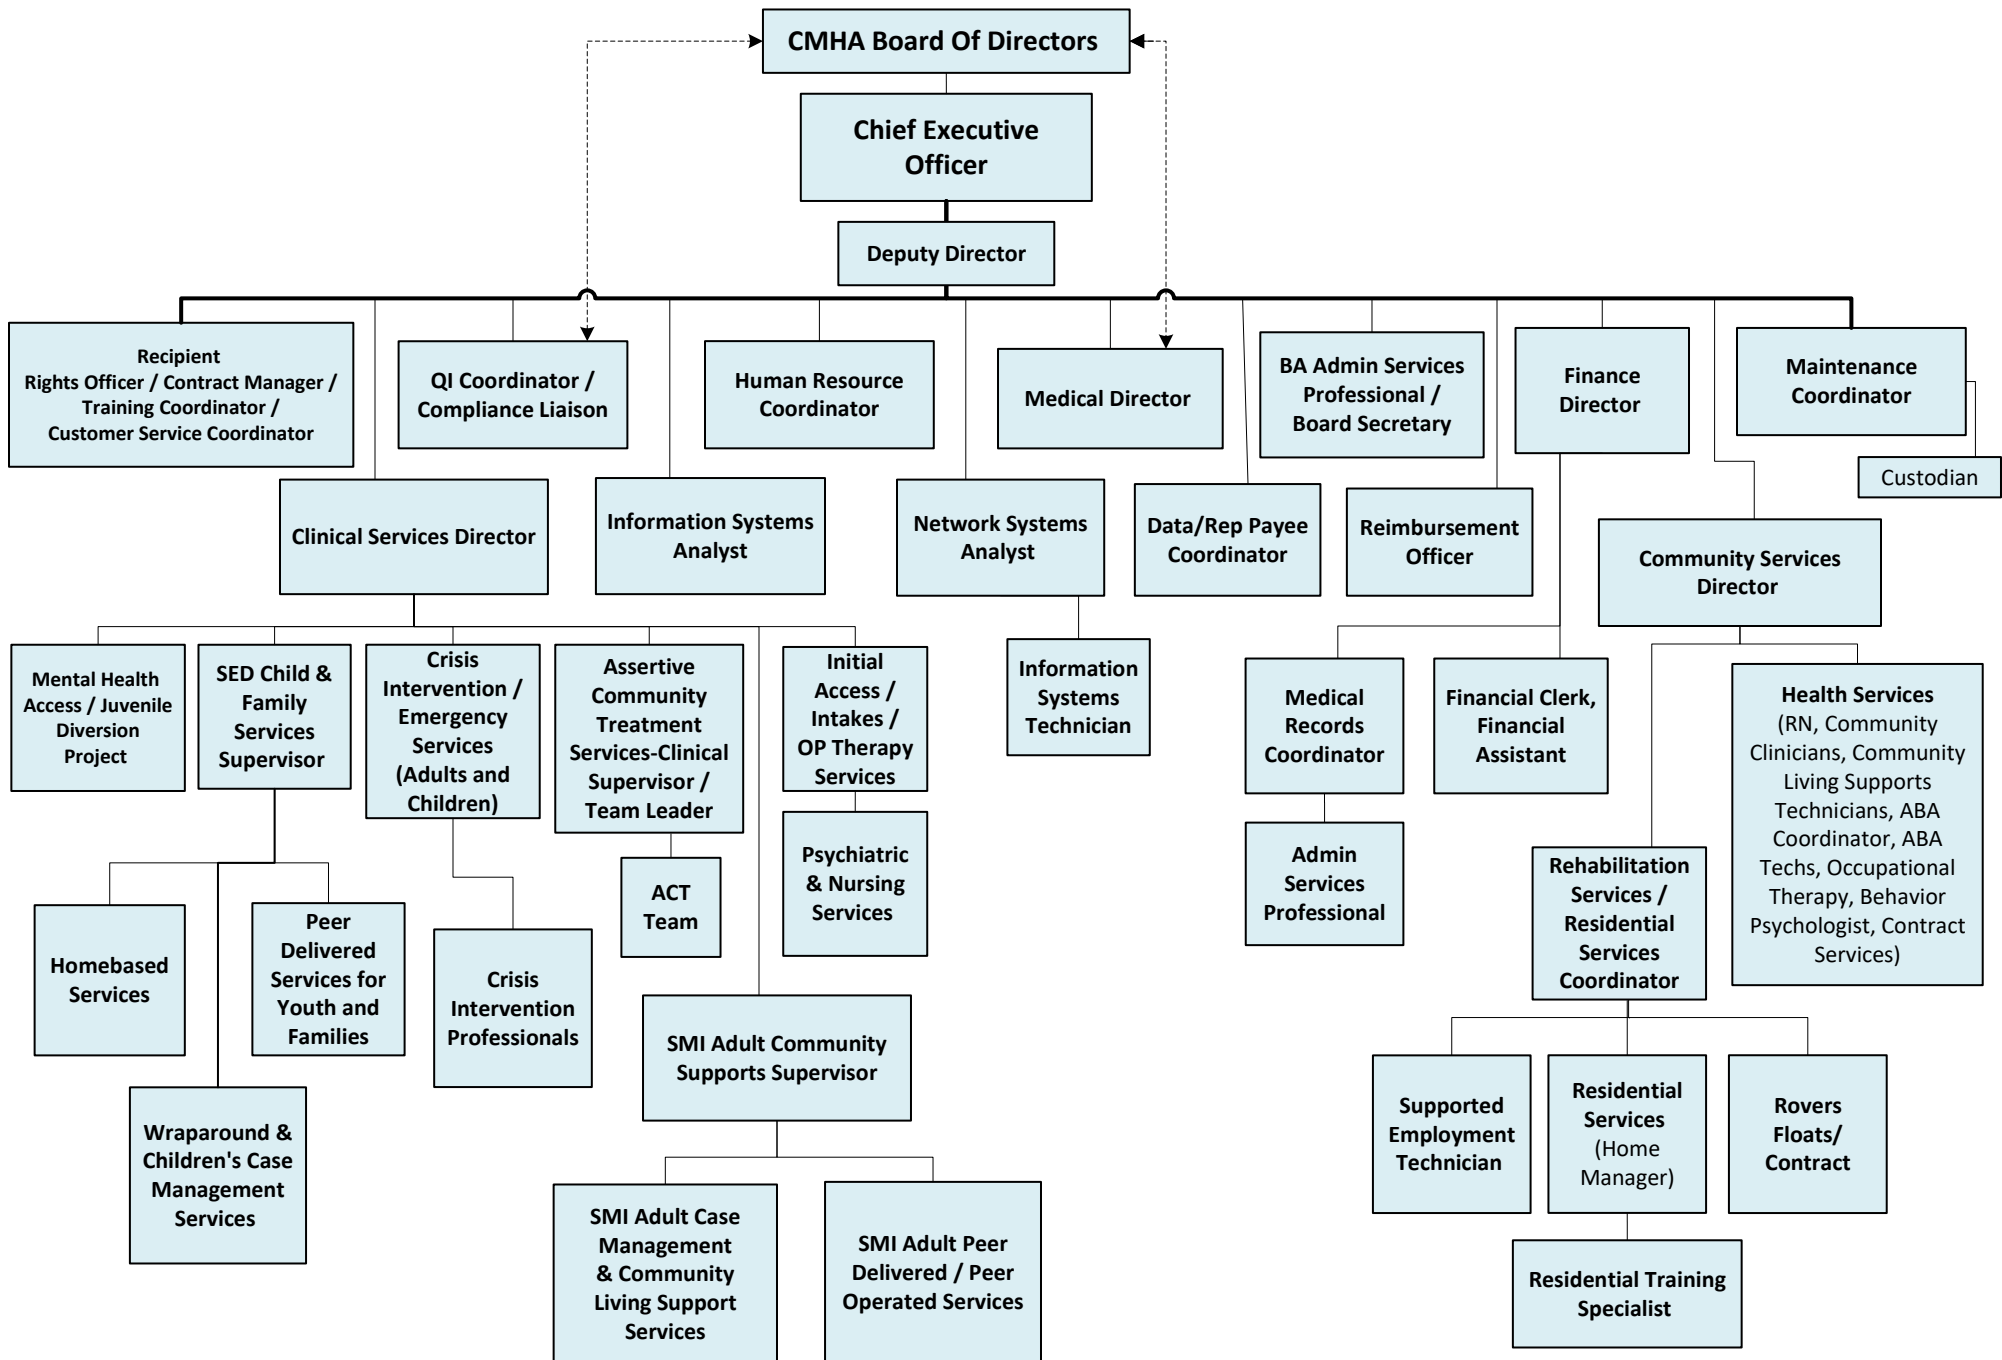 CMHA Board Of Directors
Chief Executive
Officer
Deputy Director
Recipient
Rights Officer / Contract Manager /
Training Coordinator /
Customer Service Coordinator
QI Coordinator /
Compliance Liaison
Human Resource
Coordinator
Medical Director
BA Admin Services
Professional /
Board Secretary
Finance
Director
Maintenance
Coordinator
Custodian
Clinical Services Director
Information Systems
Analyst
Network Systems
Analyst
Data/Rep Payee
Coordinator
Reimbursement
Officer
Community Services
Director
Mental Health
Access / Juvenile
Diversion
Project
SED Child &
Family
Services
Supervisor
Crisis
Intervention /
Emergency
Services
(Adults and
Children)
Assertive
Community
Treatment
Services-Clinical
Supervisor /
Team Leader
Initial
Access /
Intakes /
OP Therapy
Services
Information
Systems
Technician
Medical
Records
Coordinator
Financial Clerk,
Financial
Assistant
Health Services
(RN, Community
Clinicians, Community
Living Supports
Technicians, ABA
Coordinator, ABA
Techs, Occupational
Therapy, Behavior
Psychologist, Contract
Services)
Homebased
Services
Peer
Delivered
Services for
Youth and
Families
Crisis
Intervention
Professionals
ACT
Team
Psychiatric
& Nursing
Services
Admin
Services
Professional
Rehabilitation
Services /
Residential
Services
Coordinator
Wraparound &
Children's Case
Management
Services
SMI Adult Community
Supports Supervisor
Supported
Employment
Technician
Residential
Services
(Home
Manager)
Rovers
Floats/
Contract
SMI Adult Case
Management
& Community
Living Support
Services
SMI Adult Peer
Delivered / Peer
Operated Services
Residential Training
Specialist